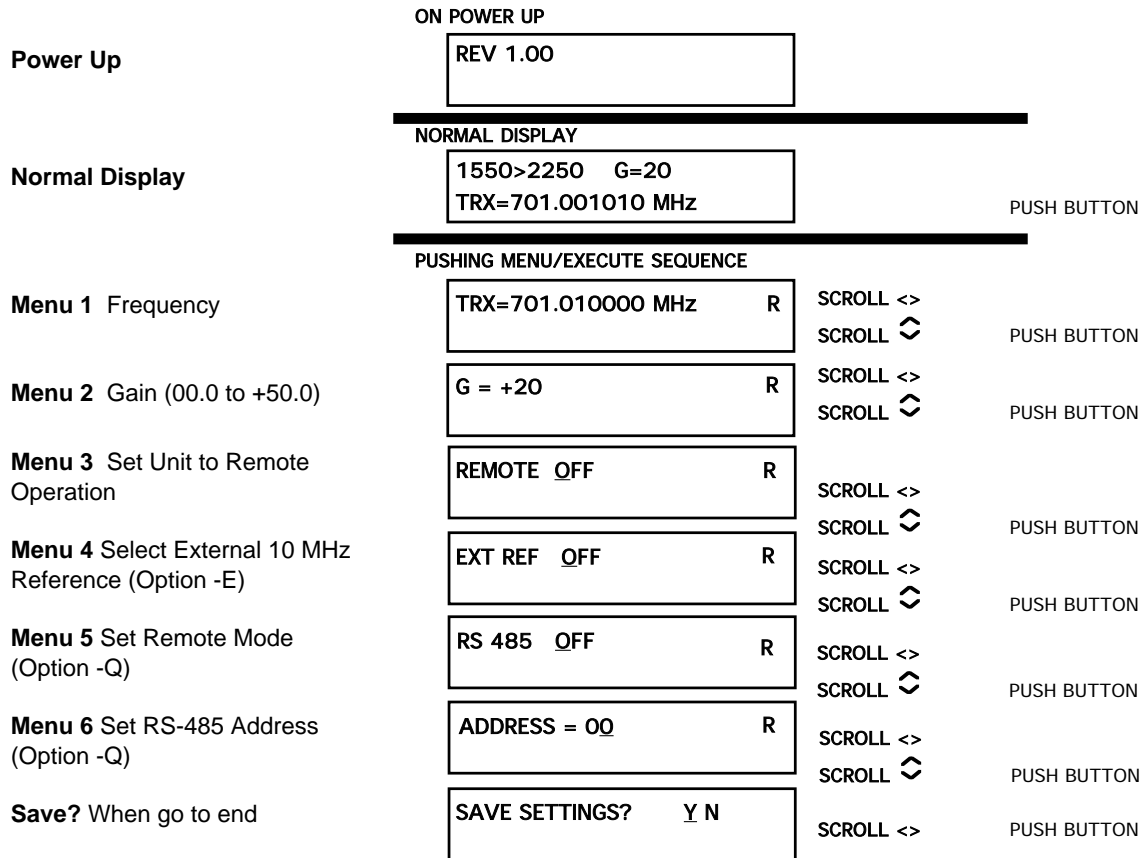 ON POWER UP
Power Up
REV 1.00
NORMAL DISPLAY
Normal Display
1550>2250 G=20
TRX=701.001010 MHz
PUSH BUTTON
PUSHING MENU/EXECUTE SEQUENCE
Menu 1 Frequency
TRX=701.010000 MHz R
SCROLL <>
SCROLL
PUSH BUTTON
Menu 2 Gain (00.0 to +50.0)
G = +20 R
SCROLL <>
SCROLL
PUSH BUTTON
Menu 3 Set Unit to Remote
Operation
REMOTE OFF R
SCROLL <>
SCROLL
PUSH BUTTON
Menu 4 Select External 10 MHz
Reference (Option -E)
EXT REF OFF R
SCROLL <>
SCROLL
PUSH BUTTON
Menu 5 Set Remote Mode
(Option -Q)
RS 485 OFF R
SCROLL <>
SCROLL
PUSH BUTTON
Menu 6 Set RS-485 Address
(Option -Q)
ADDRESS = 00 R
SCROLL <>
SCROLL
PUSH BUTTON
Save? When go to end
SAVE SETTINGS? Y N
SCROLL <>
PUSH BUTTON